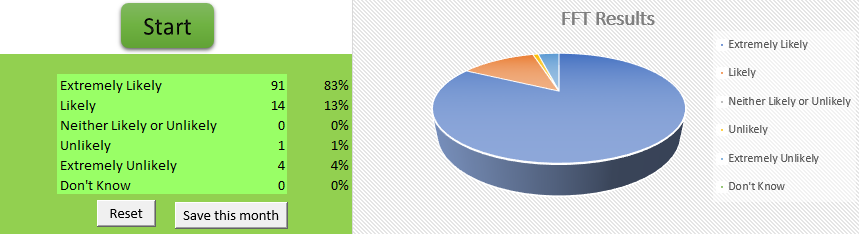 Start
Extremely Likely 91 83%
Likely 14 13%
Neither Likely or Unlikely 0 0%
Unlikely 1 1%
Extremely Unlikely 4 4%
Don't Know 0 0%
Reset Save this month
FFT Results
Extremely Likely
Likely
Neither Likely or Unlikely
Unlikely
Extremely Unlikely
Don't Know